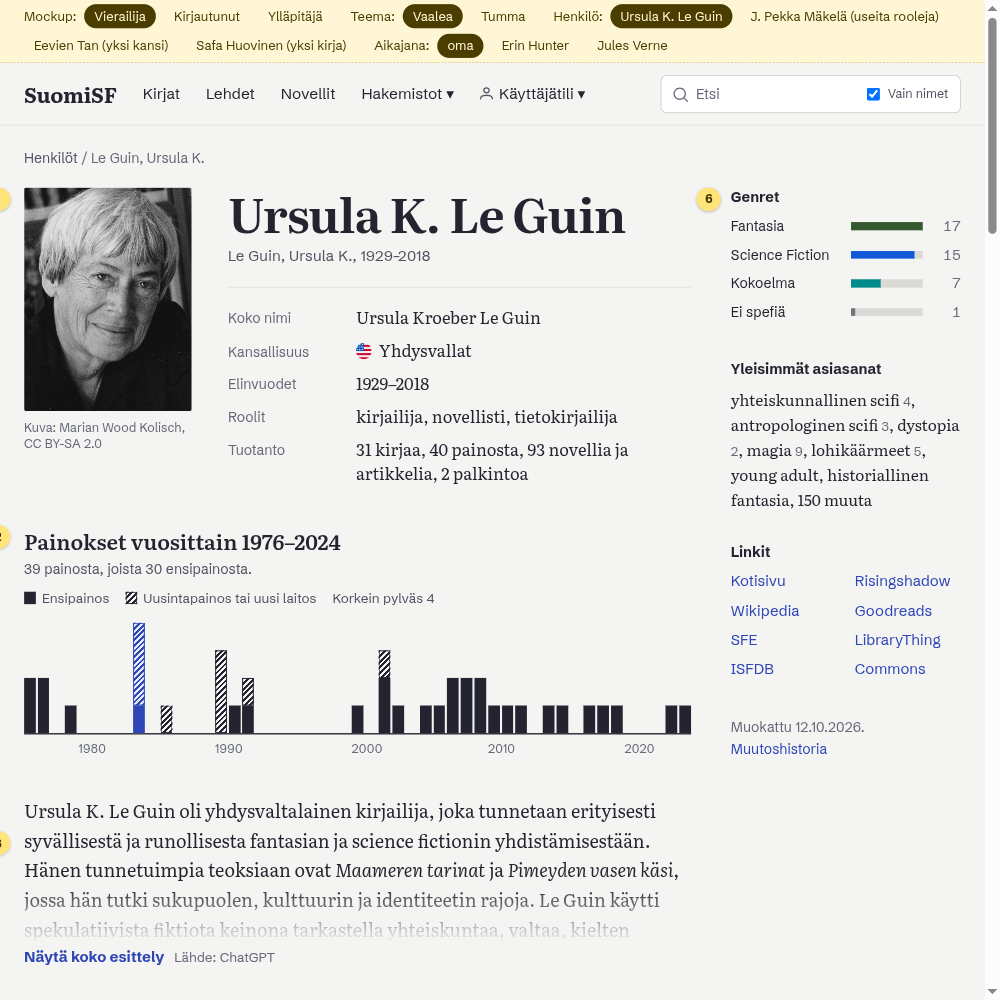 Mockup: Vierailija Kirjautunut Ylläpitäjä Teema: Vaalea Tumma Henkilö: Ursula K. Le Guin J. Pekka Mäkelä (useita rooleja)
Eevien Tan (yksi kansi) Safa Huovinen (yksi kirja) Aikajana: oma Erin Hunter Jules Verne
SuomiSF Kirjat Lehdet Novellit Hakemistot ▾ Käyttäjätili ▾ Etsi Vain nimet
Henkilöt / Le Guin, Ursula K.
Ursula K. Le Guin
Le Guin, Ursula K., 1929–2018
Koko nimi Ursula Kroeber Le Guin
Kansallisuus Yhdysvallat
Elinvuodet 1929–2018
Roolit kirjailija, novellisti, tietokirjailija
Tuotanto 31 kirjaa, 40 painosta, 93 novellia ja
artikkelia, 2 palkintoa
Kuva: Marian Wood Kolisch,
CC BY-SA 2.0
Painokset vuosittain 1976–2024
39 painosta, joista 30 ensipainosta.
Ensipainos Uusintapainos tai uusi laitos Korkein pylväs 4
1980 1990 2000 2010 2020
Ursula K. Le Guin oli yhdysvaltalainen kirjailija, joka tunnetaan erityisesti
syvällisestä ja runollisesta fantasian ja science fictionin yhdistämisestään.
Hänen tunnetuimpia teoksiaan ovat Maameren tarinat ja Pimeyden vasen käsi,
jossa hän tutki sukupuolen, kulttuurin ja identiteetin rajoja. Le Guin käytti
spekulatiivista fiktiota keinona tarkastella yhteiskuntaa, valtaa, kielten
Näytä koko esittely Lähde: ChatGPT
6 Genret
Fantasia 17
Science Fiction 15
Kokoelma 7
Ei spefiä 1
Yleisimmät asiasanat
yhteiskunnallinen scifi 4,
antropologinen scifi 3, dystopia
2, magia 9, lohikäärmeet 5,
young adult, historiallinen
fantasia, 150 muuta
Linkit
Kotisivu Risingshadow
Wikipedia Goodreads
SFE LibraryThing
ISFDB Commons
Muokattu 12.10.2026.
Muutoshistoria